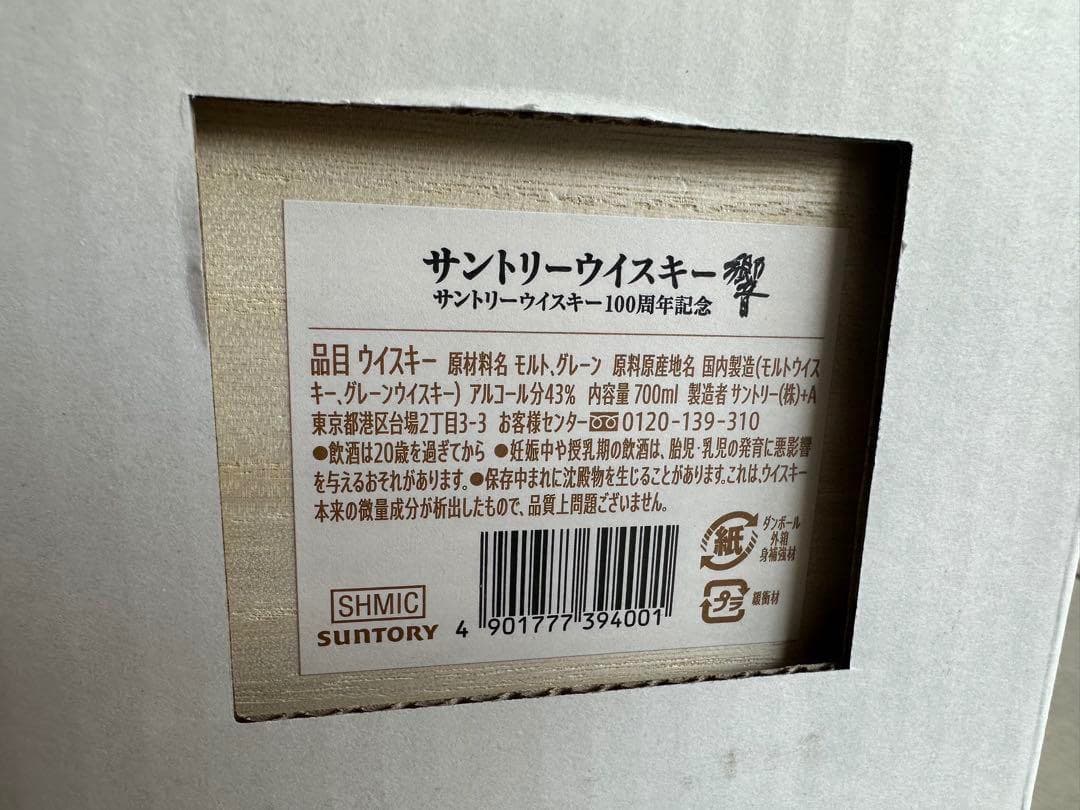 サントリーウイスキー響
サントリーウイスキー100周年記念
品目 ウイスキー 原材料名 モルト、グレーン 原料原産地名 国内製造(モルトウイス
キー、グレーンウイスキー) アルコール分43% 内容量 700ml 製造者 サントリー(株)+A
東京都港区台場2丁目3-3 お客様センター 0120-139-310
●飲酒は20歳を過ぎてから ●妊娠中や授乳期の飲酒は、胎児・乳児の発育に悪影響
を与えるおそれがあります。●保存中まれに沈殿物を生じることがあります。これは、ウイスキー
本来の微量成分が析出したもので、品質上問題ございません。
紙
ダンボール
外箱
身補強材
プラ
緩衝材
SHMIC
SUNTORY
4 901777 394001